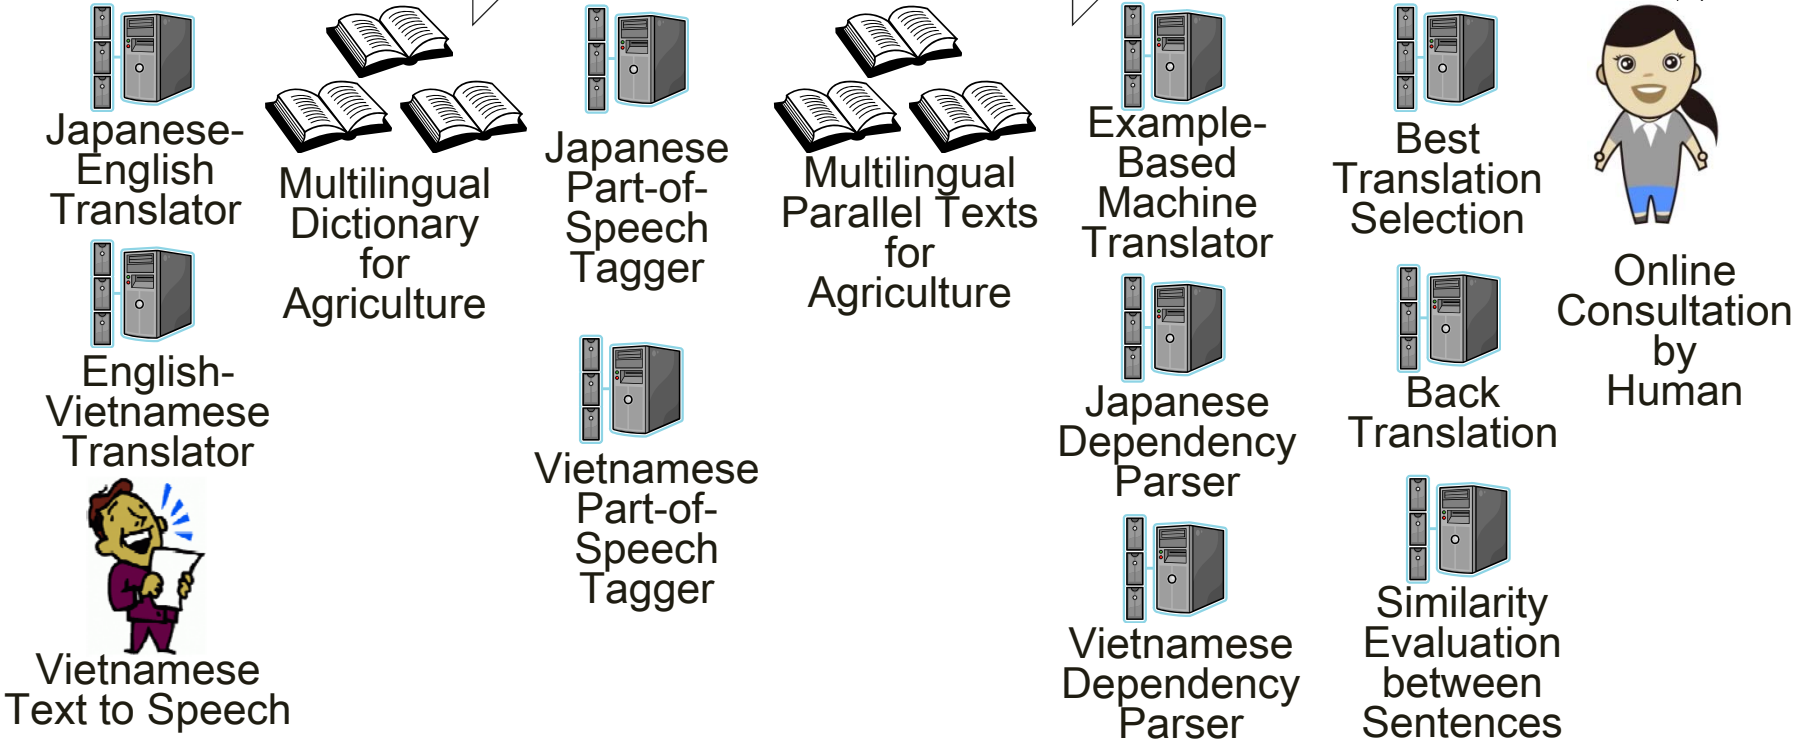 Japanese-
English
Translator
English-
Vietnamese
Translator
Vietnamese
Text to Speech
Multilingual
Dictionary
for
Agriculture
Japanese
Part-of-
Speech
Tagger
Vietnamese
Part-of-
Speech
Tagger
Multilingual
Parallel Texts
for
Agriculture
Example-
Based
Machine
Translator
Japanese
Dependency
Parser
Vietnamese
Dependency
Parser
Best
Translation
Selection
Back
Translation
Similarity
Evaluation
between
Sentences
Online
Consultation
by
Human